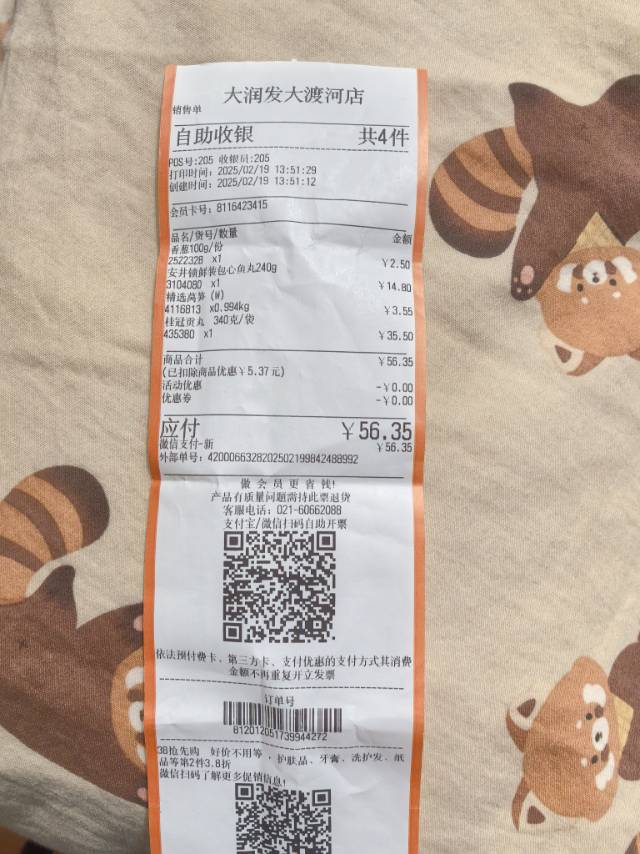 大润发大渡河店
销售单
自助收银 共4件
POS号:205 收银员:205
打印时间: 2025/02/19 13:51:29
创建时间: 2025/02/19 13:51:12
会员卡号: 8116423415
品名/货号/数量 金额
香葱100g/份
2522328 x1 ￥2.50
安井锁鲜装包心鱼丸240g
3104080 x1 ￥14.80
精选莴笋(W)
4116813 x0.994kg ￥3.55
桂冠贡丸 340克/袋
435380 x1 ￥35.50
商品合计 ￥56.35
(已扣除商品优惠￥5.37元)
活动优惠 -￥0.00
优惠券 -￥0.00
应付 ￥56.35
微信支付-新 ￥56.35
外部单号: 4200066328202502199842488992
做会员更省钱!
产品有质量问题需持此票退货
客服电话: 021-60662088
支付宝/微信扫码自助开票
依法预付费卡、第三方卡、支付优惠的支付方式其消费
金额不再重复开立发票
订单号
812012051739944272
38抢先购 好价不用等，护肤品、牙膏、洗护发、纸
品等第2件3.8折
微信扫码了解更多促销信息!